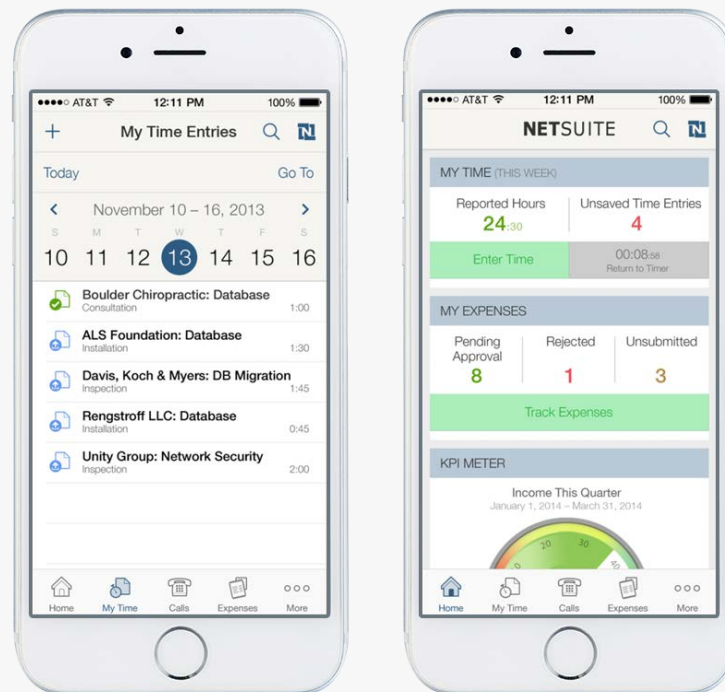 AT&T 12:11 PM 100%
My Time Entries
Today Go To
November 10 – 16, 2013
S M T W T F S
10 11 12 13 14 15 16
Boulder Chiropractic: Database
Consultation 1:00
ALS Foundation: Database
Installation 1:30
Davis, Koch & Myers: DB Migration
Inspection 1:45
Rengstroff LLC: Database
Installation 0:45
Unity Group: Network Security
Inspection 2:00
Home My Time Calls Expenses More
AT&T 12:11 PM 100%
NETSUITE
MY TIME (THIS WEEK)
Reported Hours Unsaved Time Entries
24:30 4
Enter Time 00:08:58
Return to Timer
MY EXPENSES
Pending Approval Rejected Unsubmitted
8 1 3
Track Expenses
KPI METER
Income This Quarter
January 1, 2014 – March 31, 2014
20 30 40
Home My Time Calls Expenses More